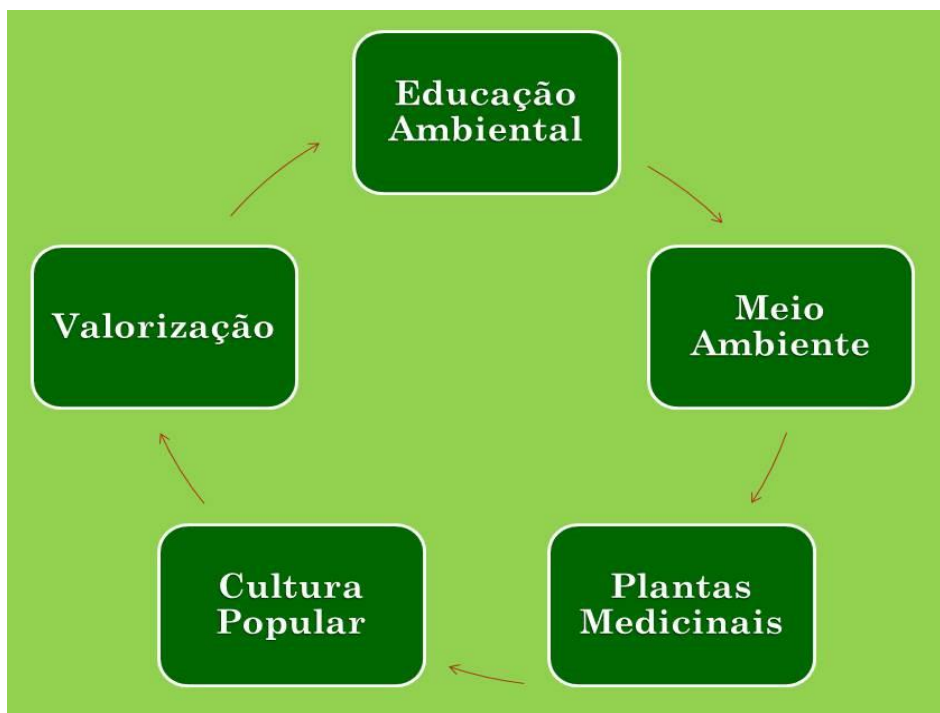 Educação
Ambiental
Meio
Ambiente
Plantas
Medicinais
Cultura
Popular
Valorização